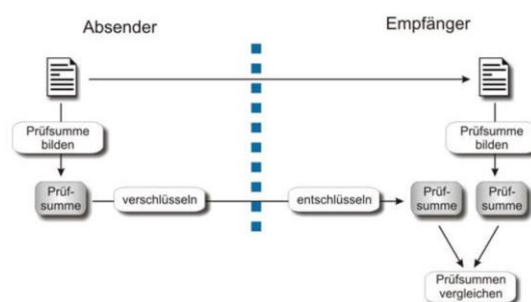 Absender
Empfänger
Prüfsumme
bilden
Prüfsumme
bilden
Prüf-
summe
verschlüsseln
entschlüsseln
Prüf-
summe
Prüf-
summe
Prüfsummen
vergleichen